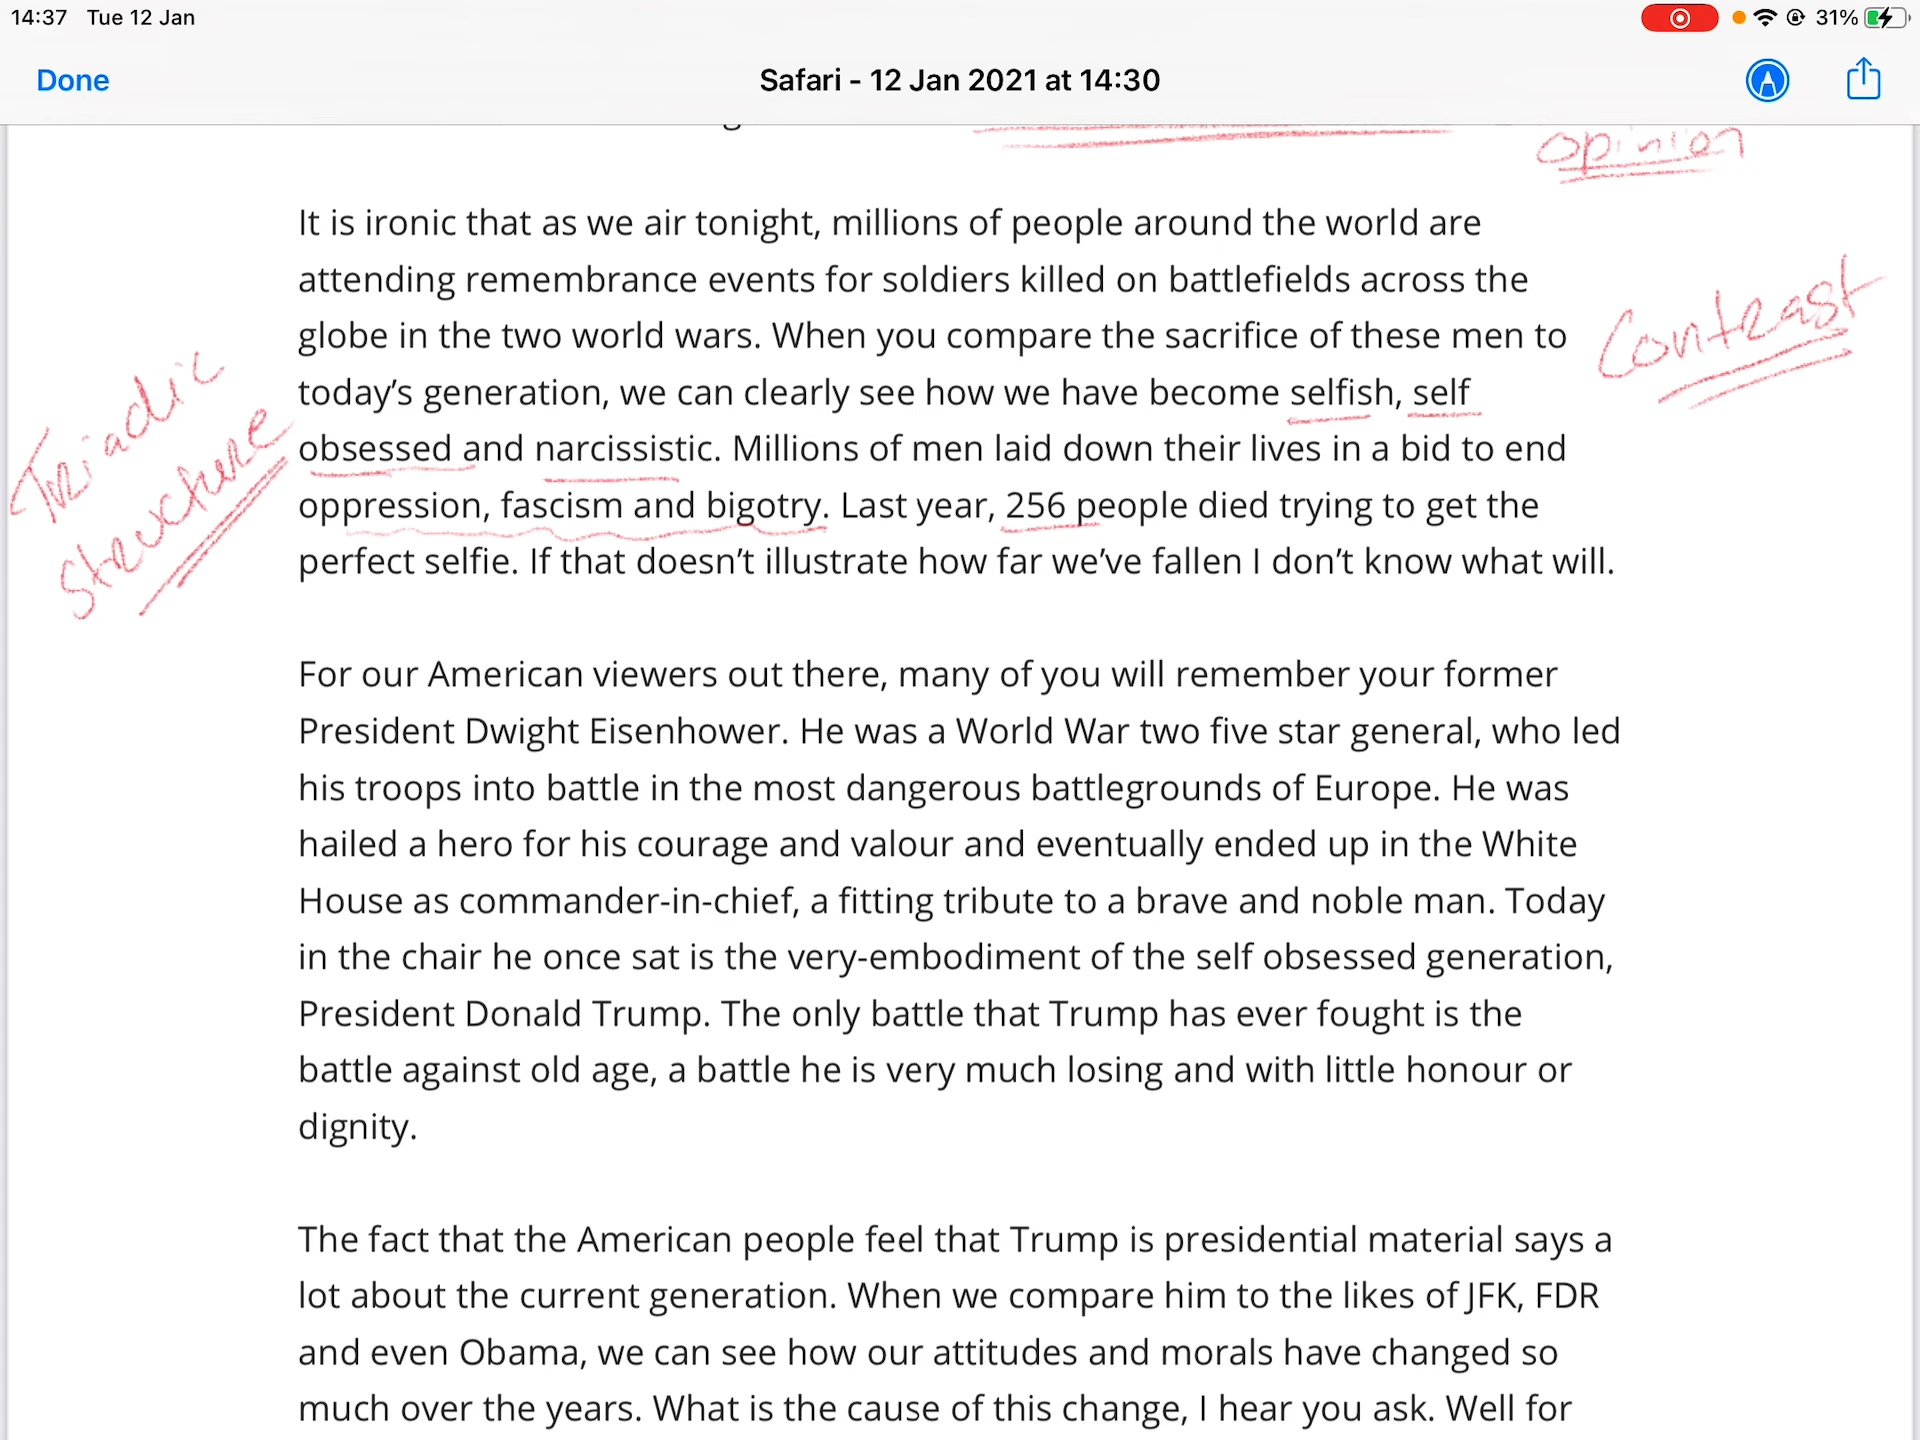 14:37 Tue 12 Jan
31%
Done
Safari - 12 Jan 2021 at 14:30
opinion
It is ironic that as we air tonight, millions of people around the world are
attending remembrance events for soldiers killed on battlefields across the
globe in the two world wars. When you compare the sacrifice of these men to
today’s generation, we can clearly see how we have become selfish, self
obsessed and narcissistic. Millions of men laid down their lives in a bid to end
oppression, fascism and bigotry. Last year, 256 people died trying to get the
perfect selfie. If that doesn’t illustrate how far we’ve fallen I don’t know what will.
Contrast
Triadic
Structure
For our American viewers out there, many of you will remember your former
President Dwight Eisenhower. He was a World War two five star general, who led
his troops into battle in the most dangerous battlegrounds of Europe. He was
hailed a hero for his courage and valour and eventually ended up in the White
House as commander-in-chief, a fitting tribute to a brave and noble man. Today
in the chair he once sat is the very-embodiment of the self obsessed generation,
President Donald Trump. The only battle that Trump has ever fought is the
battle against old age, a battle he is very much losing and with little honour or
dignity.
The fact that the American people feel that Trump is presidential material says a
lot about the current generation. When we compare him to the likes of JFK, FDR
and even Obama, we can see how our attitudes and morals have changed so
much over the years. What is the cause of this change, I hear you ask. Well for